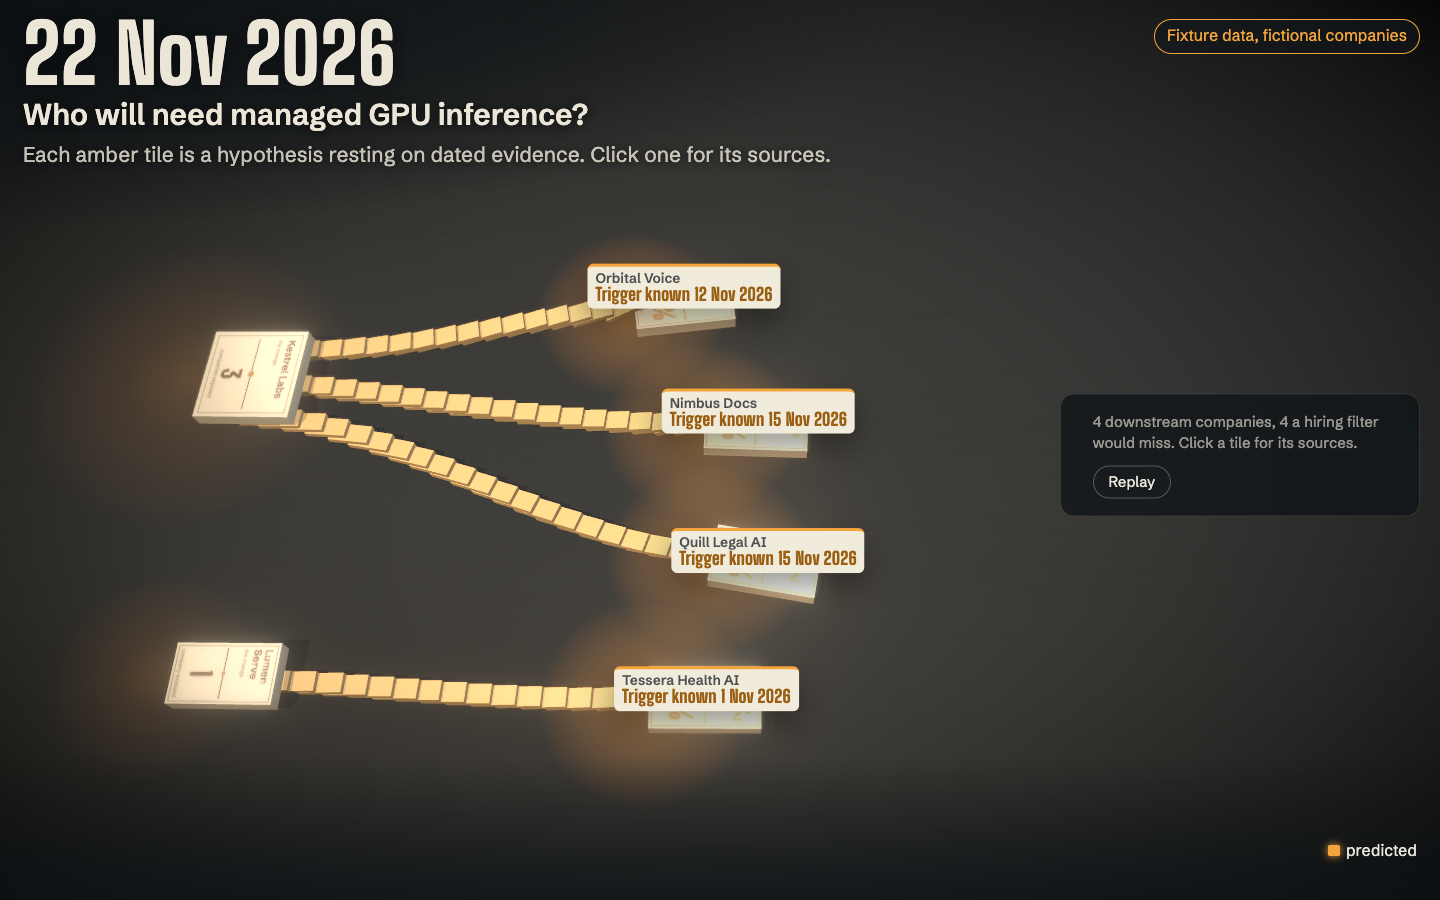 22 Nov 2026
Fixture data, fictional companies
Who will need managed GPU inference?
Each amber tile is a hypothesis resting on dated evidence. Click one for its sources.
Orbital Voice
Trigger known 12 Nov 2026
%
Kestrel Labs
3
Nimbus Docs
Trigger known 15 Nov 2026
%
4 downstream companies, 4 a hiring filter
would miss. Click a tile for its sources.
Replay
Quill Legal AI
Trigger known 15 Nov 2026
Lumen
Serve
1
Tessera Health AI
Trigger known 1 Nov 2026
%
AI
predicted